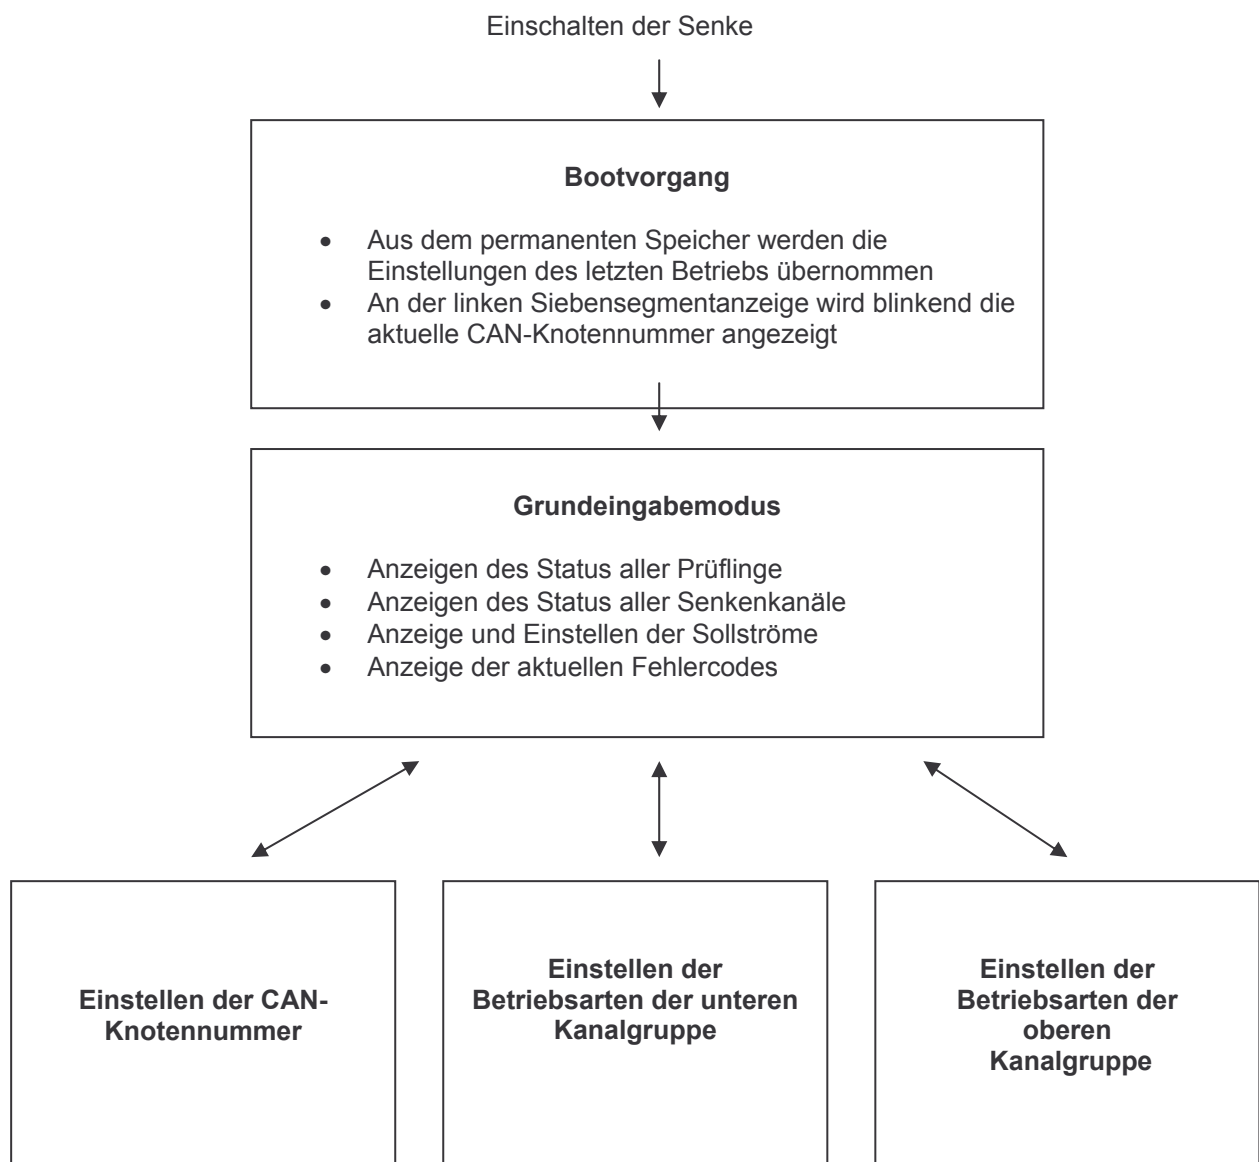 Einschalten der Senke
Bootvorgang
• Aus dem permanenten Speicher werden die
Einstellungen des letzten Betriebs übernommen
• An der linken Siebensegmentanzeige wird blinkend die
aktuelle CAN-Knotennummer angezeigt
Grundeingabemodus
• Anzeigen des Status aller Prüflinge
• Anzeigen des Status aller Senkenkanäle
• Anzeige und Einstellen der Sollströme
• Anzeige der aktuellen Fehlercodes
Einstellen der CAN-
Knotennummer
Einstellen der
Betriebsarten der unteren
Kanalgruppe
Einstellen der
Betriebsarten der
oberen
Kanalgruppe